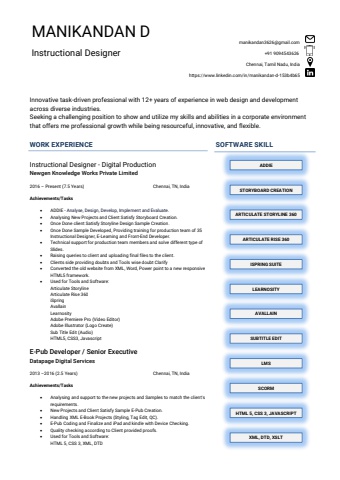 MANIKANDAN D
Instructional Designer
manikandan3626@gmail.com
+91 9094543626
Chennai, Tamil Nadu, India
https://www.linkedin.com/in/manikandan-d-153b4b65
Innovative task-driven professional with 12+ years of experience in web design and development
across diverse industries.
Seeking a challenging position to show and utilize my skills and abilities in a corporate environment
that offers me professional growth while being resourceful, innovative, and flexible.
WORK EXPERIENCE
Instructional Designer - Digital Production
Newgen Knowledge Works Private Limited
2016 – Present (7.5 Years) Chennai, TN, India
Achievements/Tasks
• ADDIE - Analyse, Design, Develop, Implement and Evaluate.
• Analysing New Projects and Client Satisfy Storyboard Creation.
• Once Done client Satisfy Storyboard Design Sample Creation.
• Once Done Sample Developed, Providing training for production team of 35
Instructional Designer, E-Learning and Front-End Developer.
• Technical support for production team members and solve different type of
Slides.
• Raising queries to client and uploading final files to the client.
• Clients side providing doubts and Tools wise doubt Clarify
• Converted the old website from XML, Word, Power point to a new responsive
HTML5 framework.
• Used for Tools and Software:
Articulate Storyline
Articulate Rise 360
iSpring
Avallain
Learnosity
Adobe Premiere Pro (Video Editor)
Adobe Illustrator (Logo Create)
Sub Title Edit (Audio)
HTML5, CSS3, Javascript
E-Pub Developer / Senior Executive
Datapage Digital Services
2013 –2016 (2.5 Years) Chennai, TN, India
Achievements/Tasks
• Analysing and support to the new projects and Samples to match the client's
requirements.
• New Projects and Client Satisfy Sample E-Pub Creation.
• Handling XML E-Book Projects (Styling, Tag Edit, QC).
• E-Pub Coding and Finalize and iPad and kindle with Device Checking.
• Quality checking according to Client provided proofs.
• Used for Tools and Software:
HTML 5, CSS 3, XML, DTD
SOFTWARE SKILL
ADDIE
STORYBOARD CREATION
ARTICULATE STORYLINE 360
ARTICULATE RISE 360
ISPRING SUITE
LEARNOSITY
AVALLAIN
SUBTITLE EDIT
LMS
SCORM
HTML 5, CSS 3, JAVASCRIPT
XML, DTD, XSLT